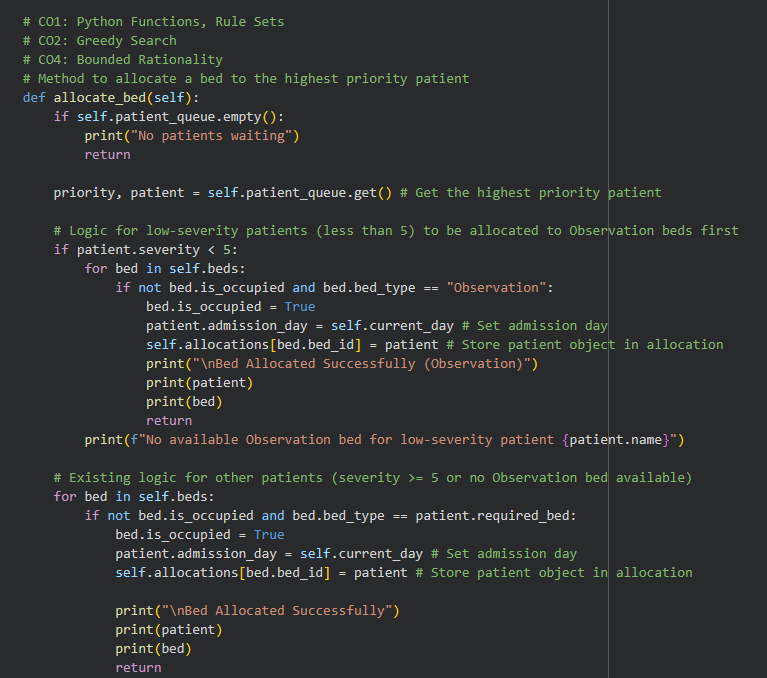 # CO1: Python Functions, Rule Sets
# CO2: Greedy Search
# CO4: Bounded Rationality
# Method to allocate a bed to the highest priority patient
def allocate_bed(self):
    if self.patient_queue.empty():
        print("No patients waiting")
        return

    priority, patient = self.patient_queue.get() # Get the highest priority patient

    # Logic for low-severity patients (less than 5) to be allocated to Observation beds first
    if patient.severity < 5:
        for bed in self.beds:
            if not bed.is_occupied and bed.bed_type == "Observation":
                bed.is_occupied = True
                patient.admission_day = self.current_day # Set admission day
                self.allocations[bed.bed_id] = patient # Store patient object in allocation
                print("\nBed Allocated Successfully (Observation)")
                print(patient)
                print(bed)
                return
        print(f"No available Observation bed for low-severity patient {patient.name}")

    # Existing logic for other patients (severity >= 5 or no Observation bed available)
    for bed in self.beds:
        if not bed.is_occupied and bed.bed_type == patient.required_bed:
            bed.is_occupied = True
            patient.admission_day = self.current_day # Set admission day
            self.allocations[bed.bed_id] = patient # Store patient object in allocation

            print("\nBed Allocated Successfully")
            print(patient)
            print(bed)
            return